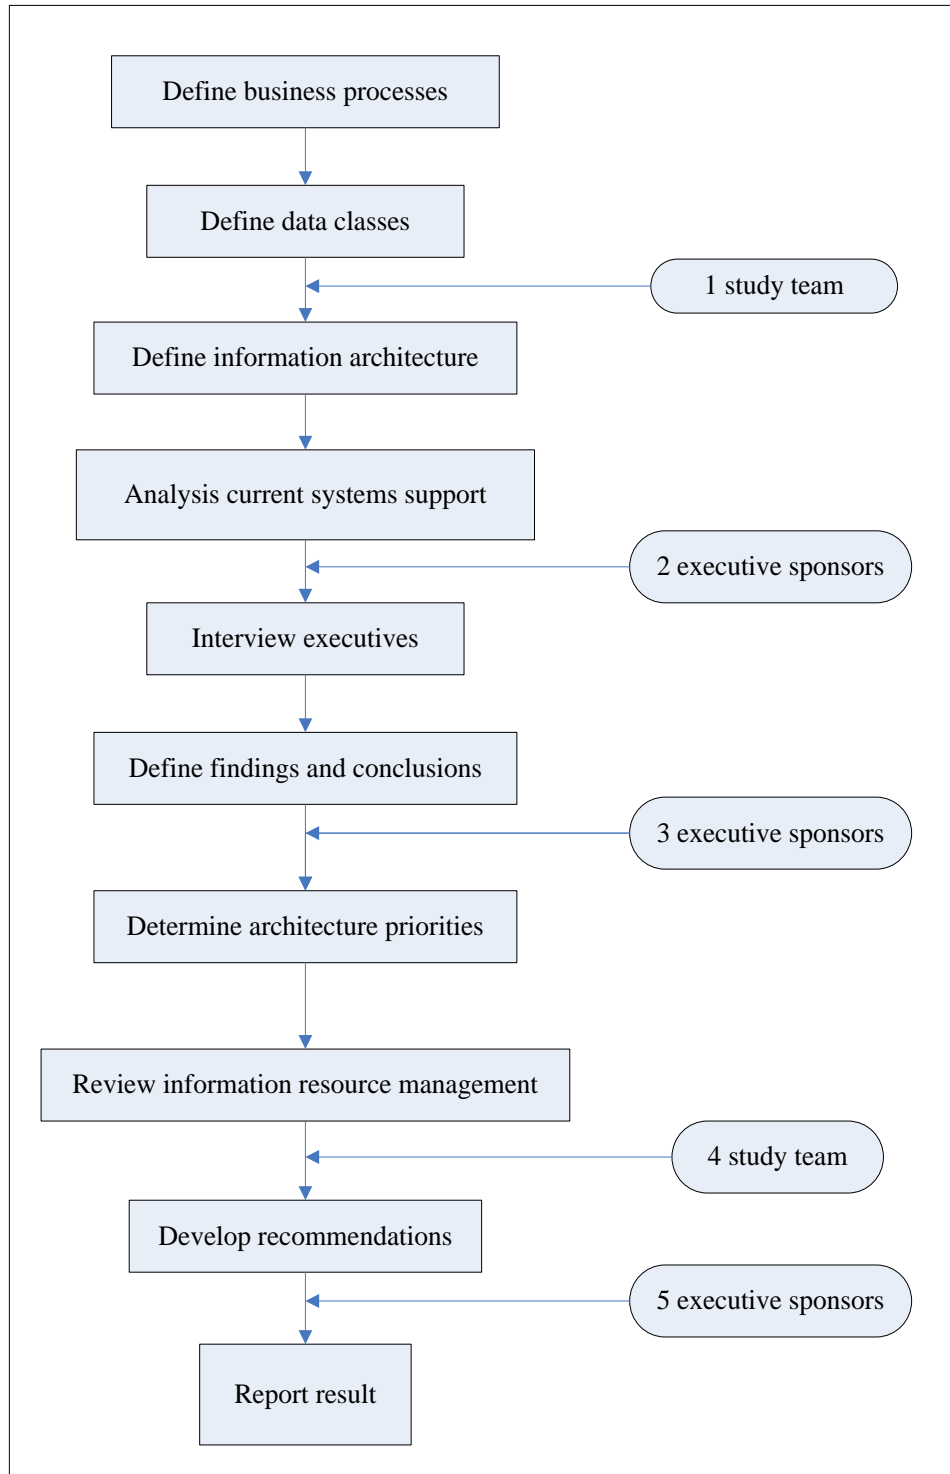 Define business processes
Define data classes
1 study team
Define information architecture
Analysis current systems support
2 executive sponsors
Interview executives
Define findings and conclusions
3 executive sponsors
Determine architecture priorities
Review information resource management
4 study team
Develop recommendations
5 executive sponsors
Report result